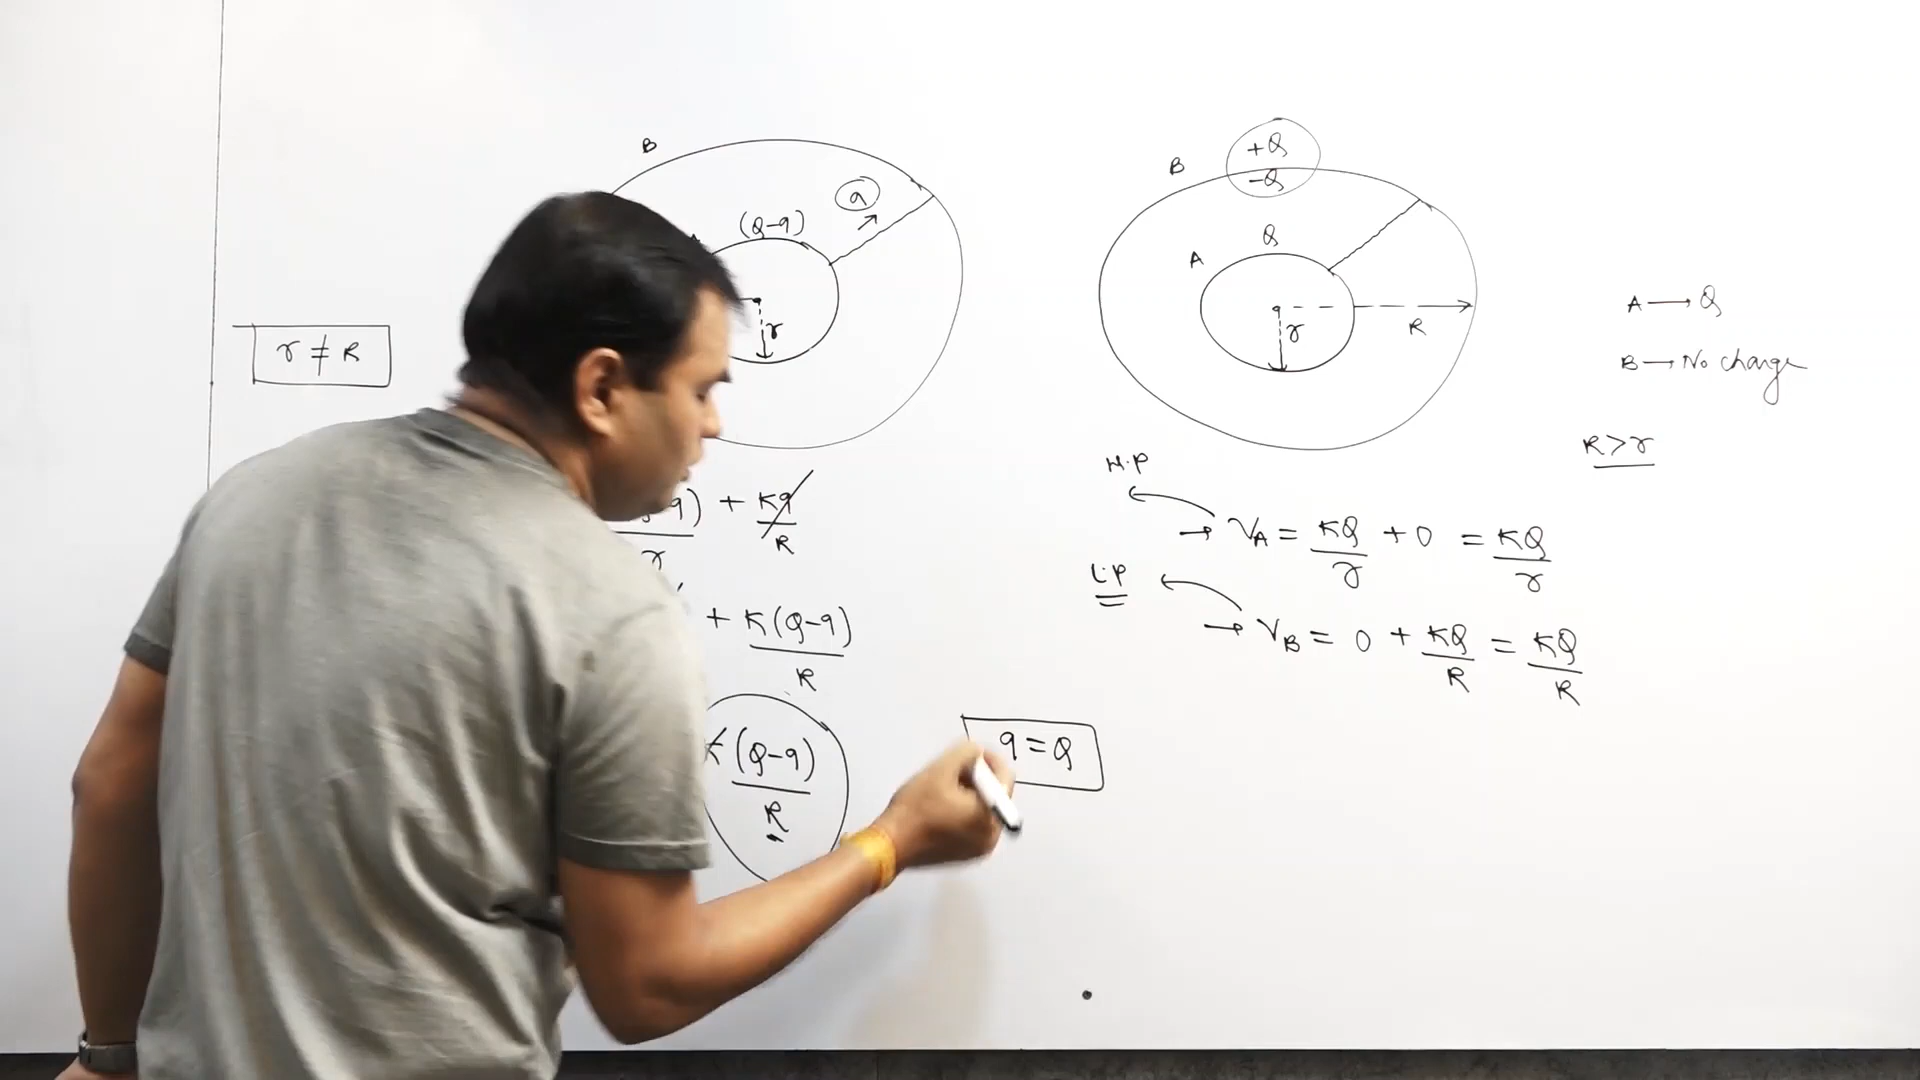 r ≠ R
B
q
(Q-q)
r
-q) + Kq/R
r
+ K(Q-q)/R
K(Q-q)/R
q = Q
B
+Q
-Q
Q
A
r
R
A → Q
B → No change
R > r
H.P
→ V_A = KQ/r + 0 = KQ/r
L.P
→ V_B = 0 + KQ/R = KQ/R